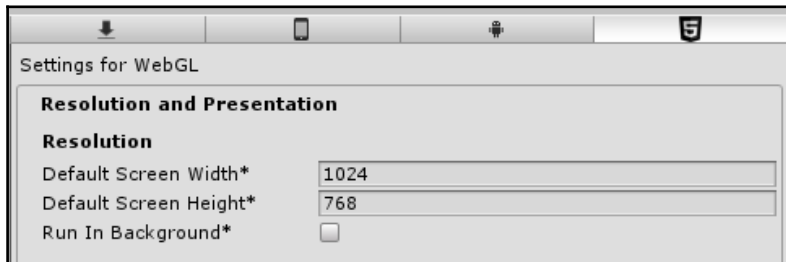 Settings for WebGL
Resolution and Presentation
Resolution
Default Screen Width* 1024
Default Screen Height* 768
Run In Background*